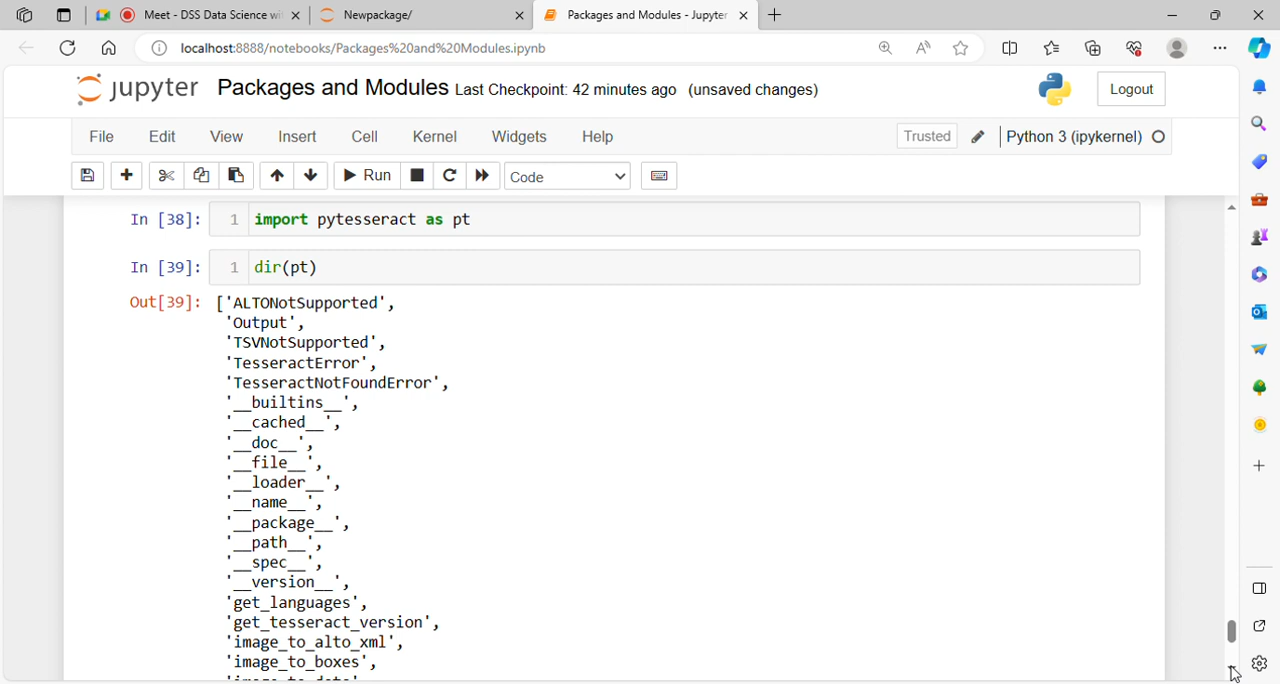 Meet - DSS Data Science wi
Newpackage/
Packages and Modules - Jupyter
localhost:8888/notebooks/Packages%20and%20Modules.ipynb
jupyter Packages and Modules Last Checkpoint: 42 minutes ago (unsaved changes)
Logout
File Edit View Insert Cell Kernel Widgets Help
Trusted
Python 3 (ipykernel)
Run
Code
In [38]: 1 import pytesseract as pt
In [39]: 1 dir(pt)
Out[39]: ['ALTONotSupported',
'Output',
'TSVNotSupported',
'TesseractError',
'TesseractNotFoundError',
'__builtins__',
'__cached__',
'__doc__',
'__file__',
'__loader__',
'__name__',
'__package__',
'__path__',
'__spec__',
'__version__',
'get_languages',
'get_tesseract_version',
'image_to_alto_xml',
'image_to_boxes',